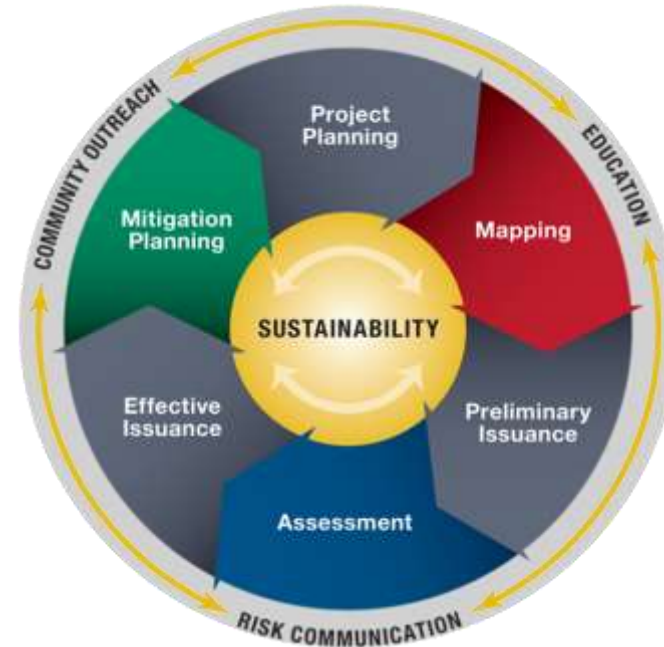 COMMUNITY OUTREACH
EDUCATION
Project
Planning
Mitigation
Planning
Mapping
SUSTAINABILITY
Effective
Issuance
Preliminary
Issuance
Assessment
RISK COMMUNICATION